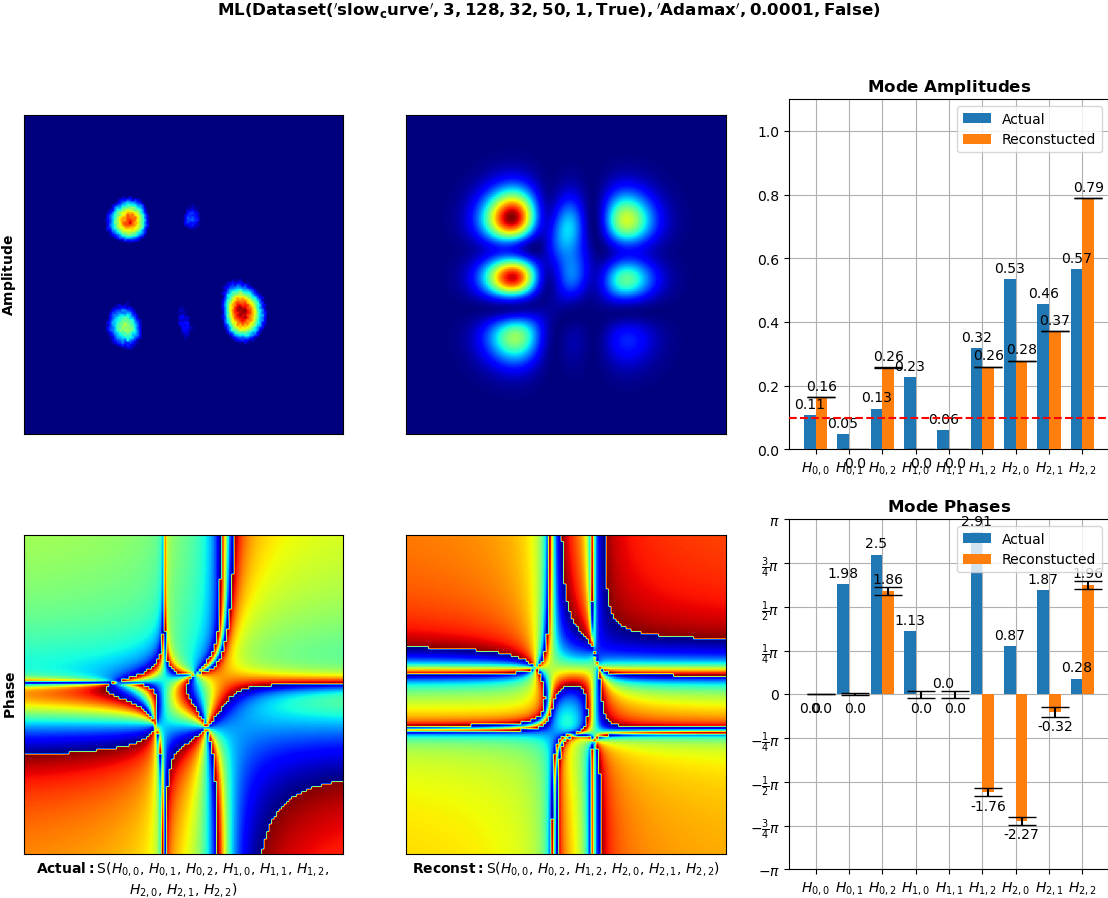 ML(Dataset('slow_curve', 3, 128, 32, 50, 1, True), 'Adamax', 0.0001, False)
Mode Amplitudes
Amplitude
Actual
Reconstucted
1.0
0.8
0.6
0.4
0.2
0.0
0.11
0.16
0.05
0.0
0.13
0.26
0.23
0.0
0.06
0.0
0.32
0.26
0.53
0.28
0.46
0.37
0.57
0.79
H0,0 H0,1 H0,2 H1,0 H1,1 H1,2 H2,0 H2,1 H2,2
Mode Phases
Phase
Actual
Reconstucted
π
3/4π
1/2π
1/4π
0
−1/4π
−1/2π
−3/4π
−π
0.0
0.0
1.98
0.0
2.5
1.86
1.13
0.0
0.0
0.0
2.91
-1.76
0.87
-2.27
1.87
-0.32
0.28
1.96
H0,0 H0,1 H0,2 H1,0 H1,1 H1,2 H2,0 H2,1 H2,2
Actual: S(H0,0, H0,1, H0,2, H1,0, H1,1, H1,2,
H2,0, H2,1, H2,2)
Reconst: S(H0,0, H0,2, H1,2, H2,0, H2,1, H2,2)